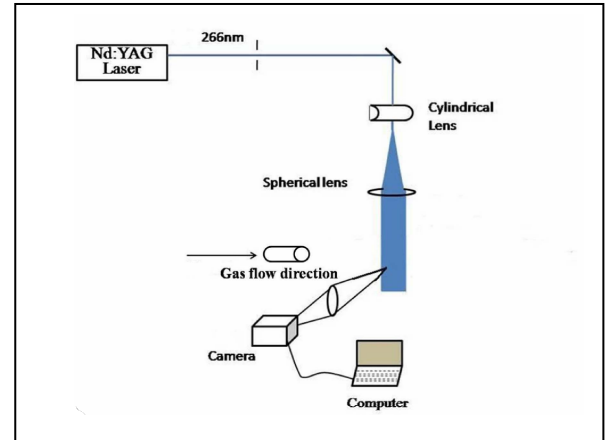 266nm
Nd:YAG
Laser
Cylindrical
Lens
Spherical lens
Gas flow direction
Camera
Computer